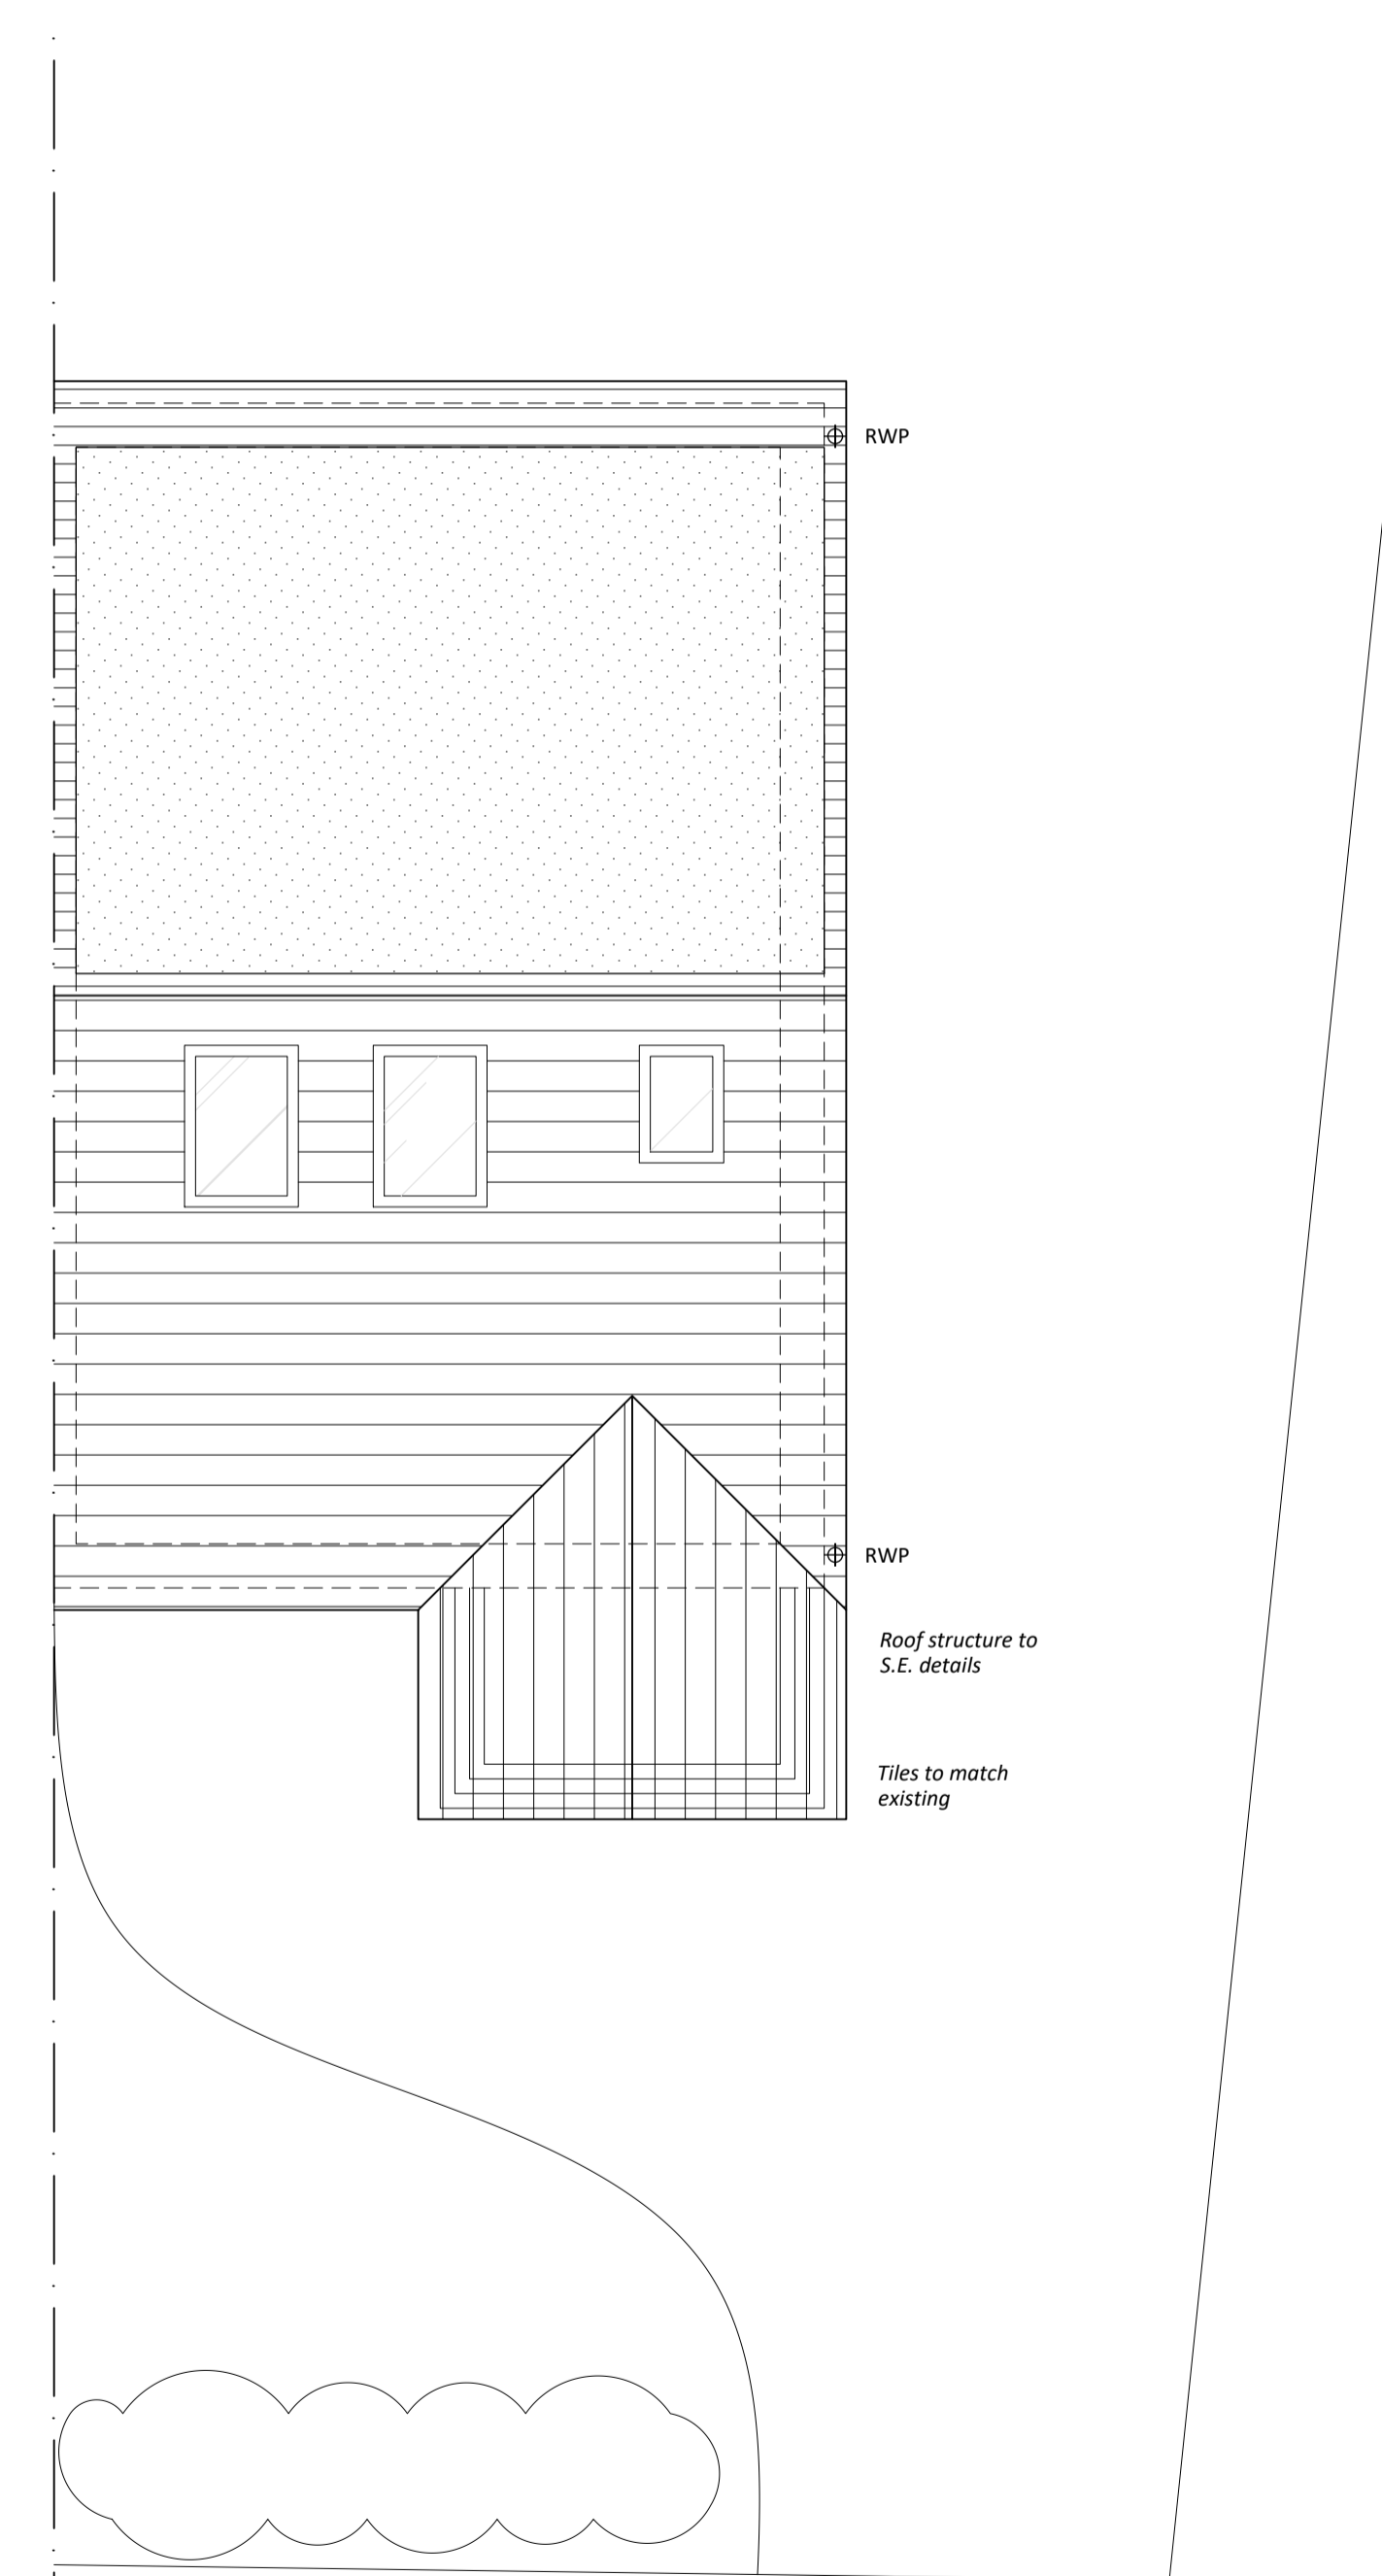 RWP
RWP
Roof structure to
S.E. details
Tiles to match
existing